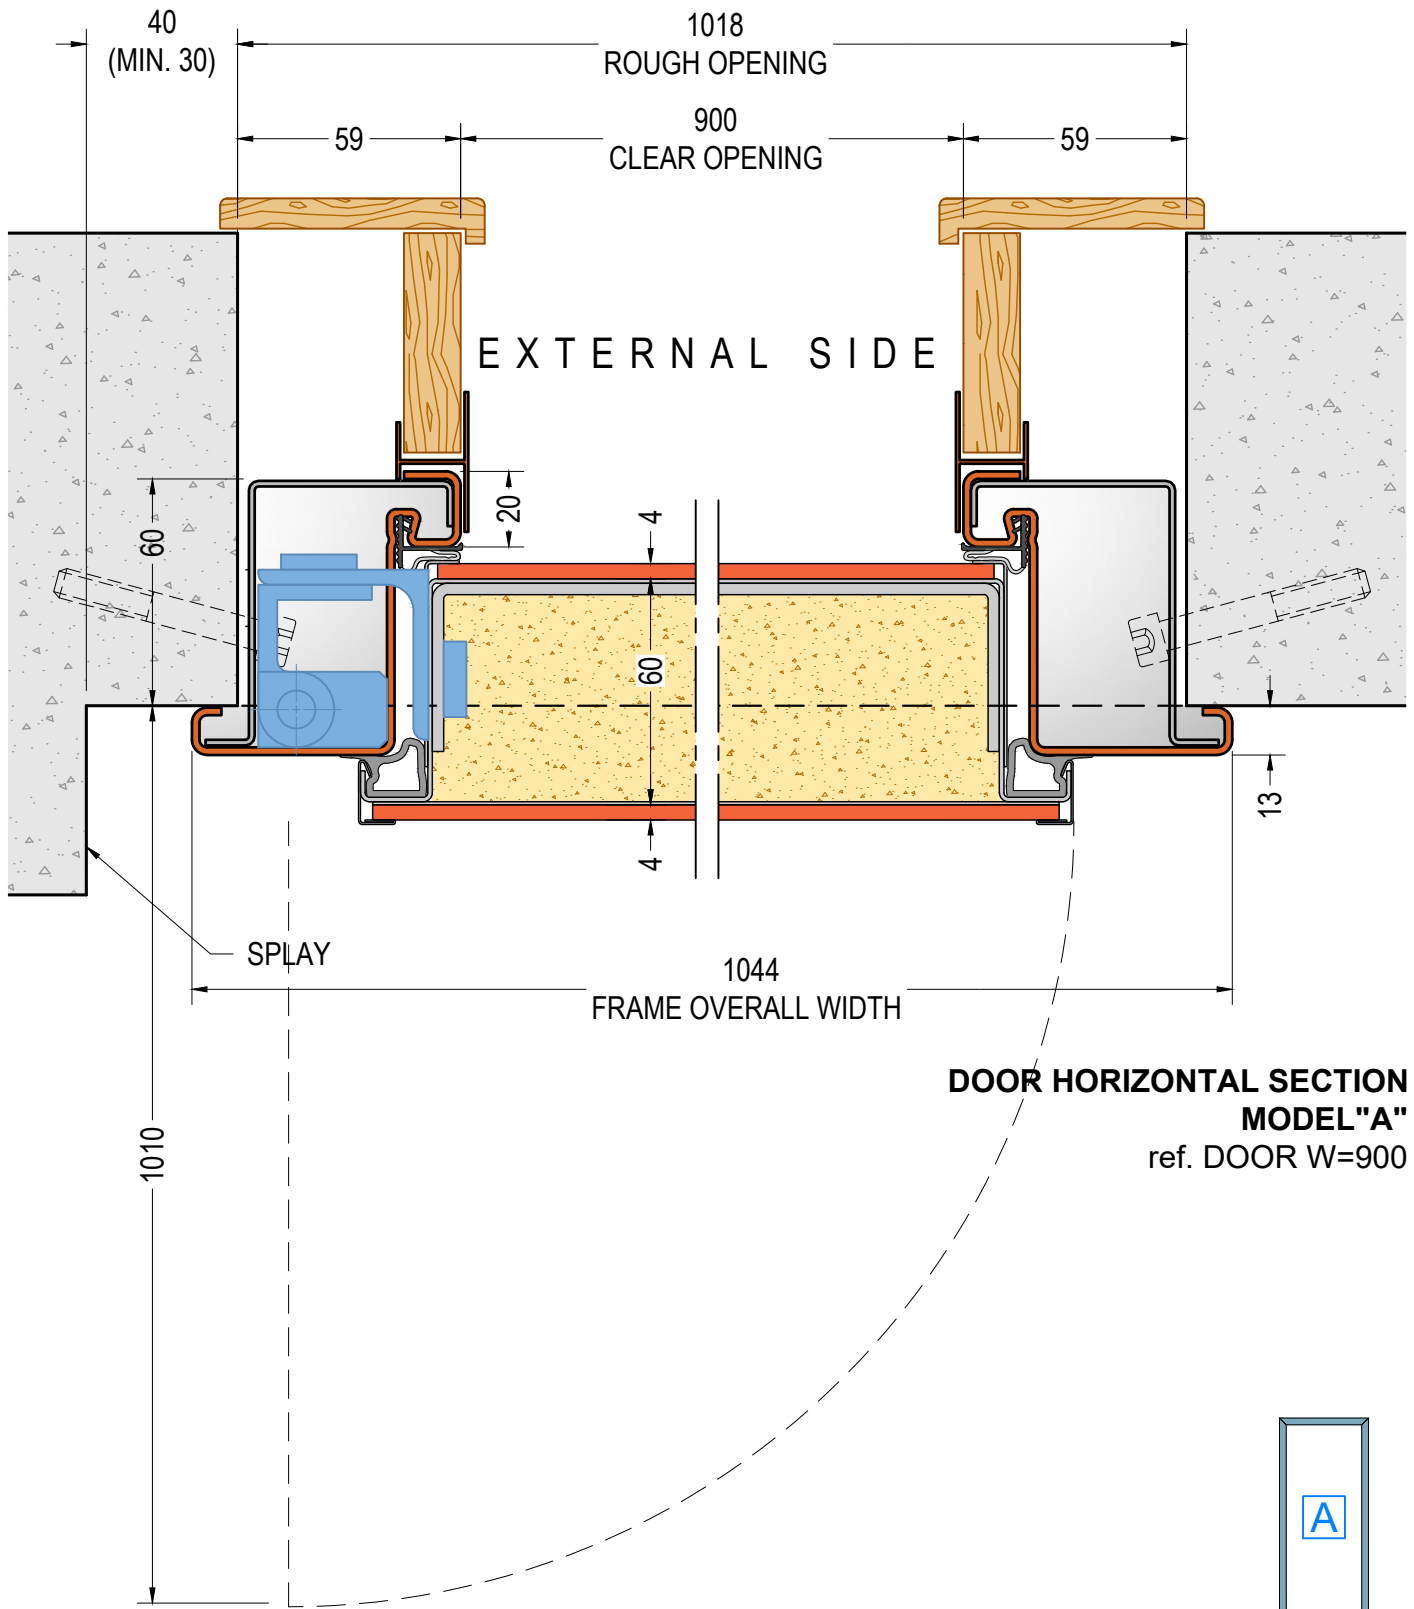 40
(MIN. 30)
1018
ROUGH OPENING
59
900
CLEAR OPENING
59
EXTERNAL SIDE
20
4
60
60
13
4
SPLAY
1044
FRAME OVERALL WIDTH
DOOR HORIZONTAL SECTION
MODEL"A"
ref. DOOR W=900
1010
A